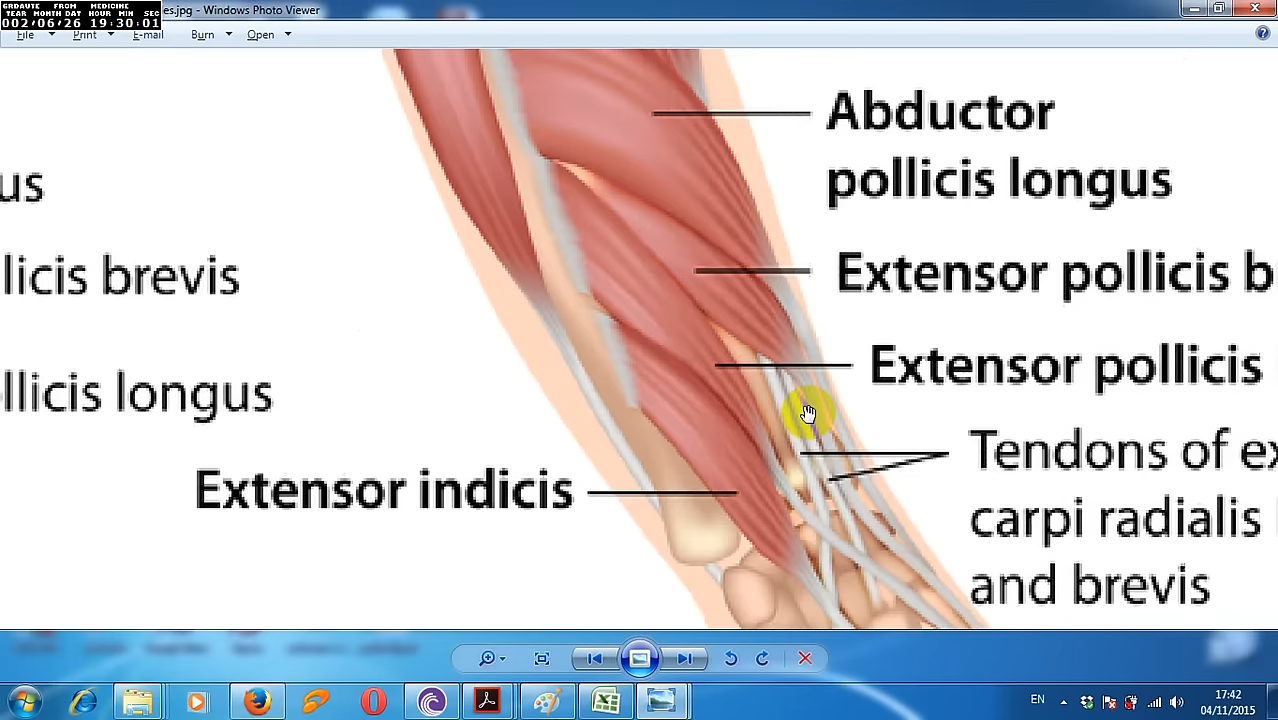 GRDAUTE FROM MEDICINE
YEAR MONTH DAT HOUR MIN SEC
002/06/26 19:30:01
es.jpg - Windows Photo Viewer
File Print E-mail Burn Open
Abductor
pollicis longus
us
Extensor pollicis b
licis brevis
Extensor pollicis
llicis longus
Tendons of ex
Extensor indicis
carpi radialis
and brevis
EN
17:42
04/11/2015